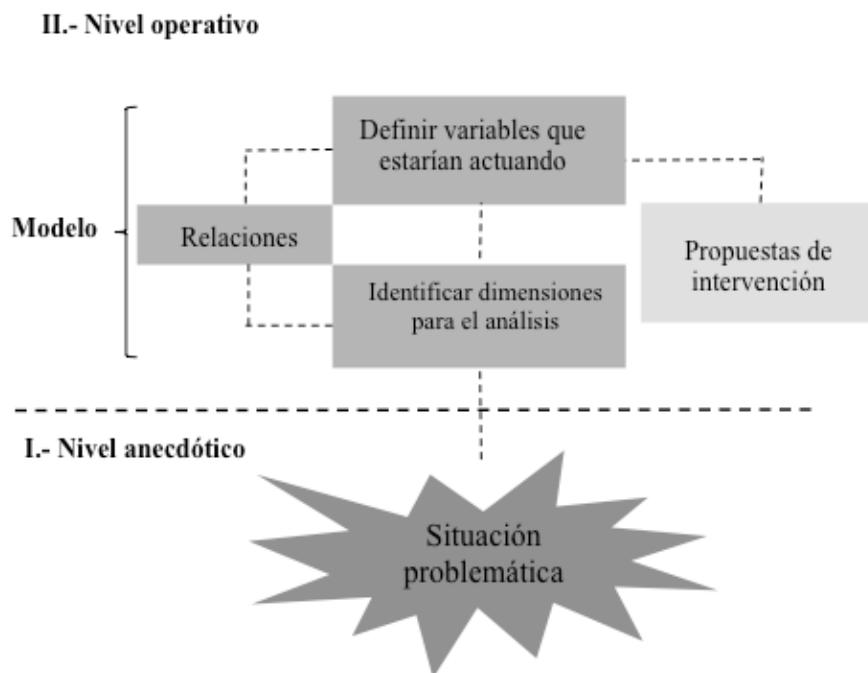 II.- Nivel operativo
Definir variables que
estarían actuando
Modelo
Relaciones
Propuestas de
intervención
Identificar dimensiones
para el análisis
I.- Nivel anecdótico
Situación
problemática